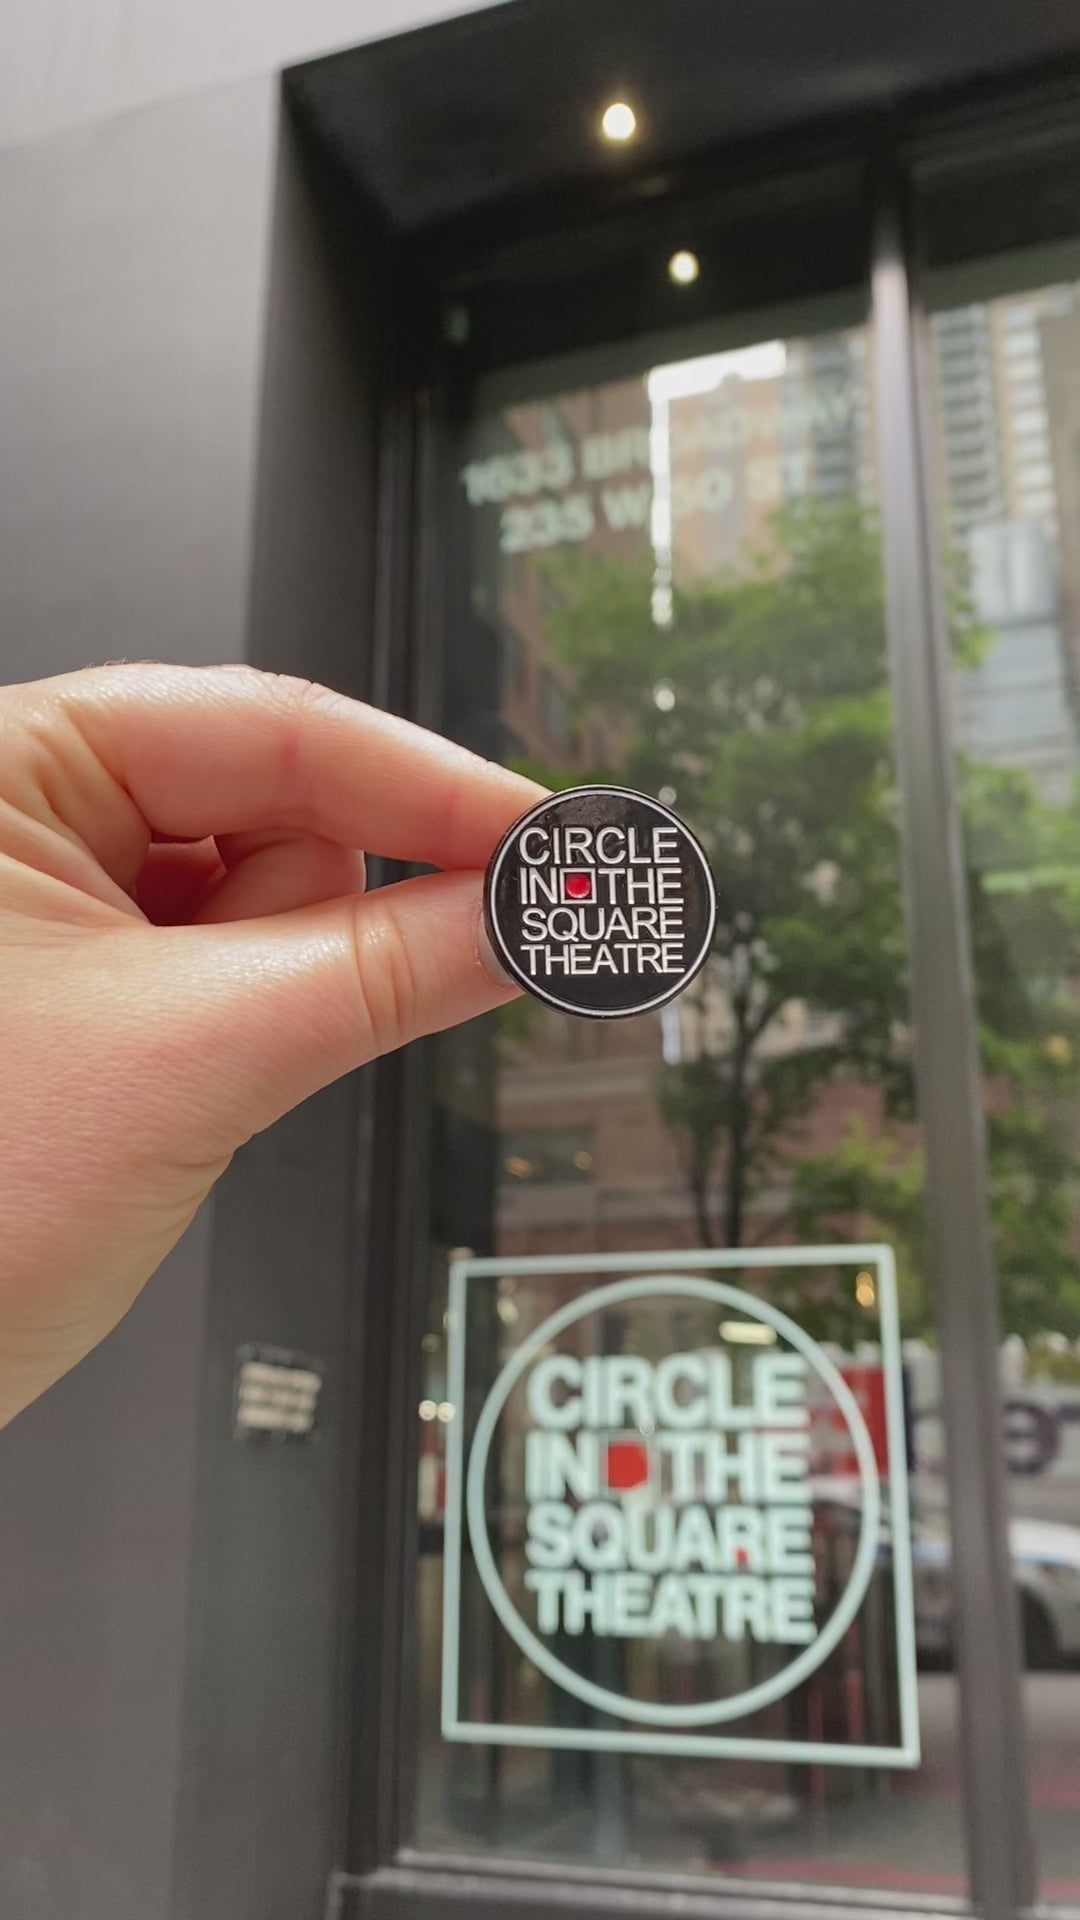 1633 BROADWAY
235 W 50 ST
CIRCLE
IN THE
SQUARE
THEATRE
CIRCLE
IN THE
SQUARE
THEATRE